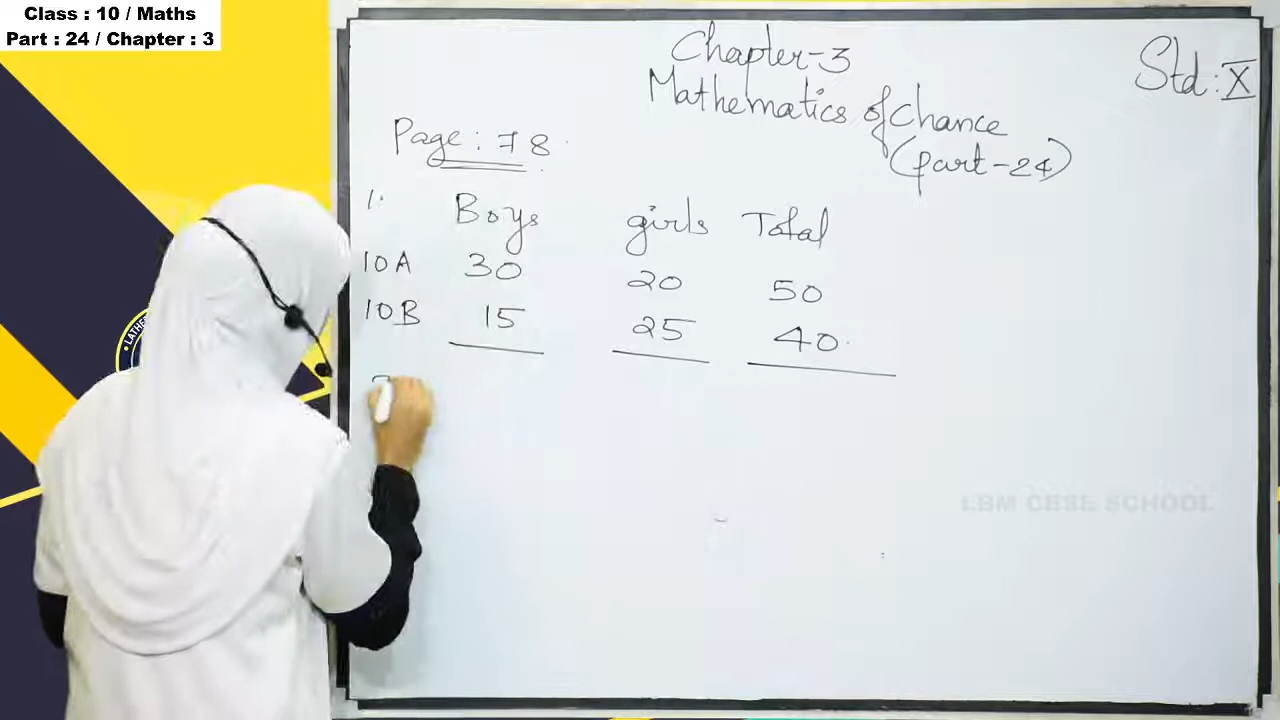 Class : 10 / Maths
Part : 24 / Chapter : 3
Chapter-3
Mathematics of Chance
(part-24)
Std: X
Page: 78
1. Boys girls Total
10A 30 20 50
10B 15 25 40
LBM CBSE SCHOOL